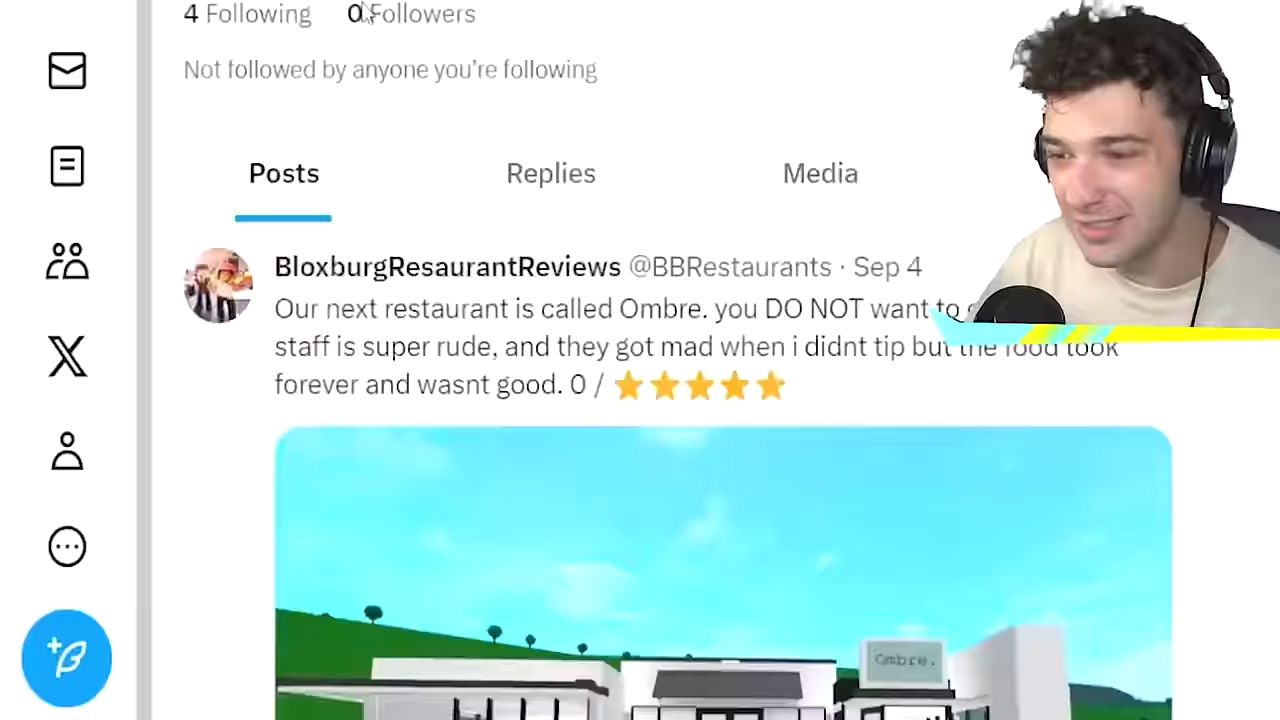 4 Following 0 Followers
Not followed by anyone you're following
Posts Replies Media
BloxburgResaurantReviews @BBRestaurants · Sep 4
Our next restaurant is called Ombre. you DO NOT want to
staff is super rude, and they got mad when i didnt tip but the food took
forever and wasnt good. 0 / ⭐⭐⭐⭐⭐
Ombre.